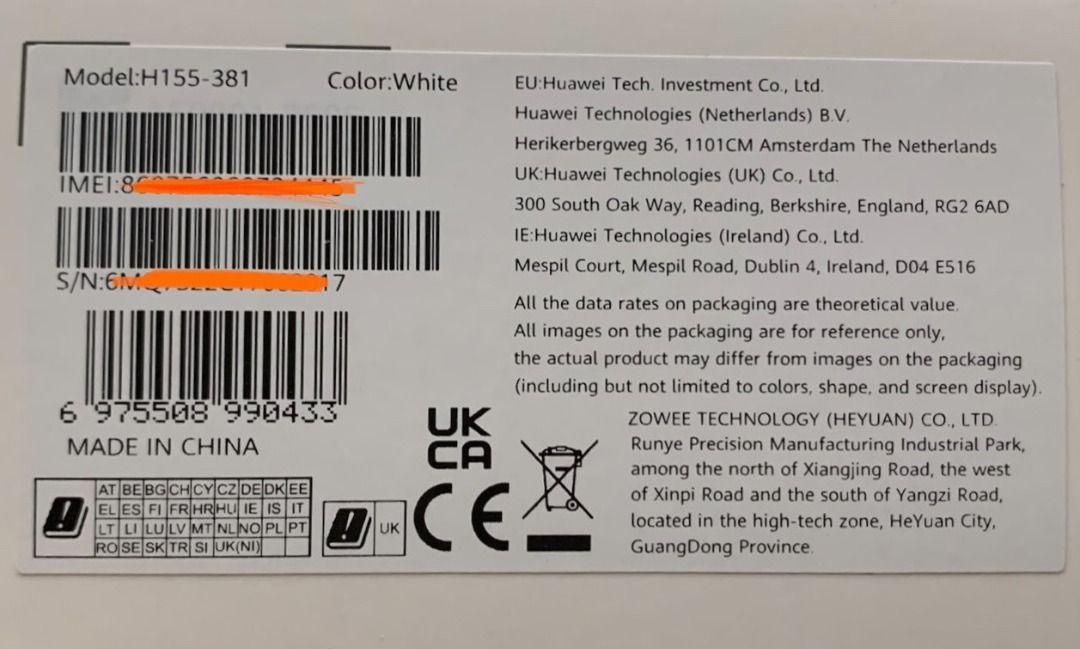 Model:H155-381
Color:White
IMEI:8
S/N:6
17
6 975508 990433
MADE IN CHINA
AT BE BG CH CY CZ DE DK EE
EL ES FI FR HR HU IE IS IT
LT LI LU LV MT NL NO PL PT
RO SE SK TR SI UK(NI)
UK
UK
CA
CE
EU:Huawei Tech. Investment Co., Ltd.
Huawei Technologies (Netherlands) B.V.
Herikerbergweg 36, 1101CM Amsterdam The Netherlands
UK:Huawei Technologies (UK) Co., Ltd.
300 South Oak Way, Reading, Berkshire, England, RG2 6AD
IE:Huawei Technologies (Ireland) Co., Ltd.
Mespil Court, Mespil Road, Dublin 4, Ireland, D04 E516
All the data rates on packaging are theoretical value.
All images on the packaging are for reference only,
the actual product may differ from images on the packaging
(including but not limited to colors, shape, and screen display).
ZOWEE TECHNOLOGY (HEYUAN) CO., LTD.
Runye Precision Manufacturing Industrial Park,
among the north of Xiangjing Road, the west
of Xinpi Road and the south of Yangzi Road,
located in the high-tech zone, HeYuan City,
GuangDong Province.